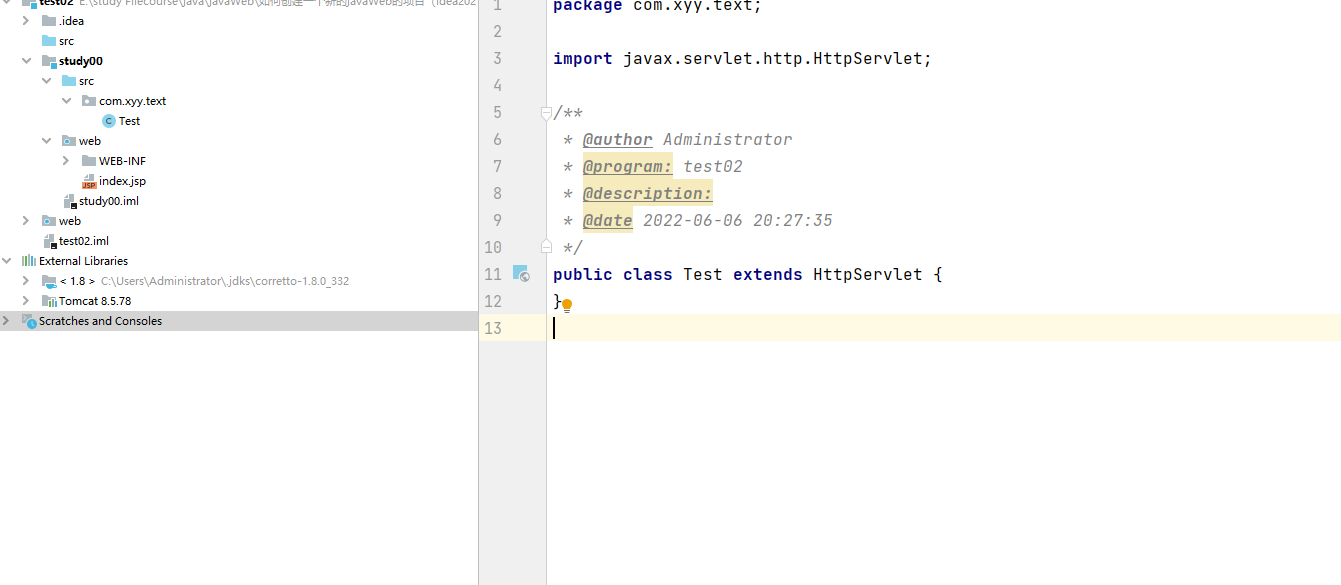 test02 E:\study Filecourse\java\javaWeb\如何创建一个新的javaWeb的项目（idea202
.idea
src
study00
src
com.xyy.text
Test
web
WEB-INF
index.jsp
study00.iml
web
test02.iml
External Libraries
< 1.8 > C:\Users\Administrator\.jdks\corretto-1.8.0_332
Tomcat 8.5.78
Scratches and Consoles
1 package com.xyy.text;
2
3 import javax.servlet.http.HttpServlet;
4
5 /**
6 * @author Administrator
7 * @program: test02
8 * @description:
9 * @date 2022-06-06 20:27:35
10 */
11 public class Test extends HttpServlet {
12 }
13